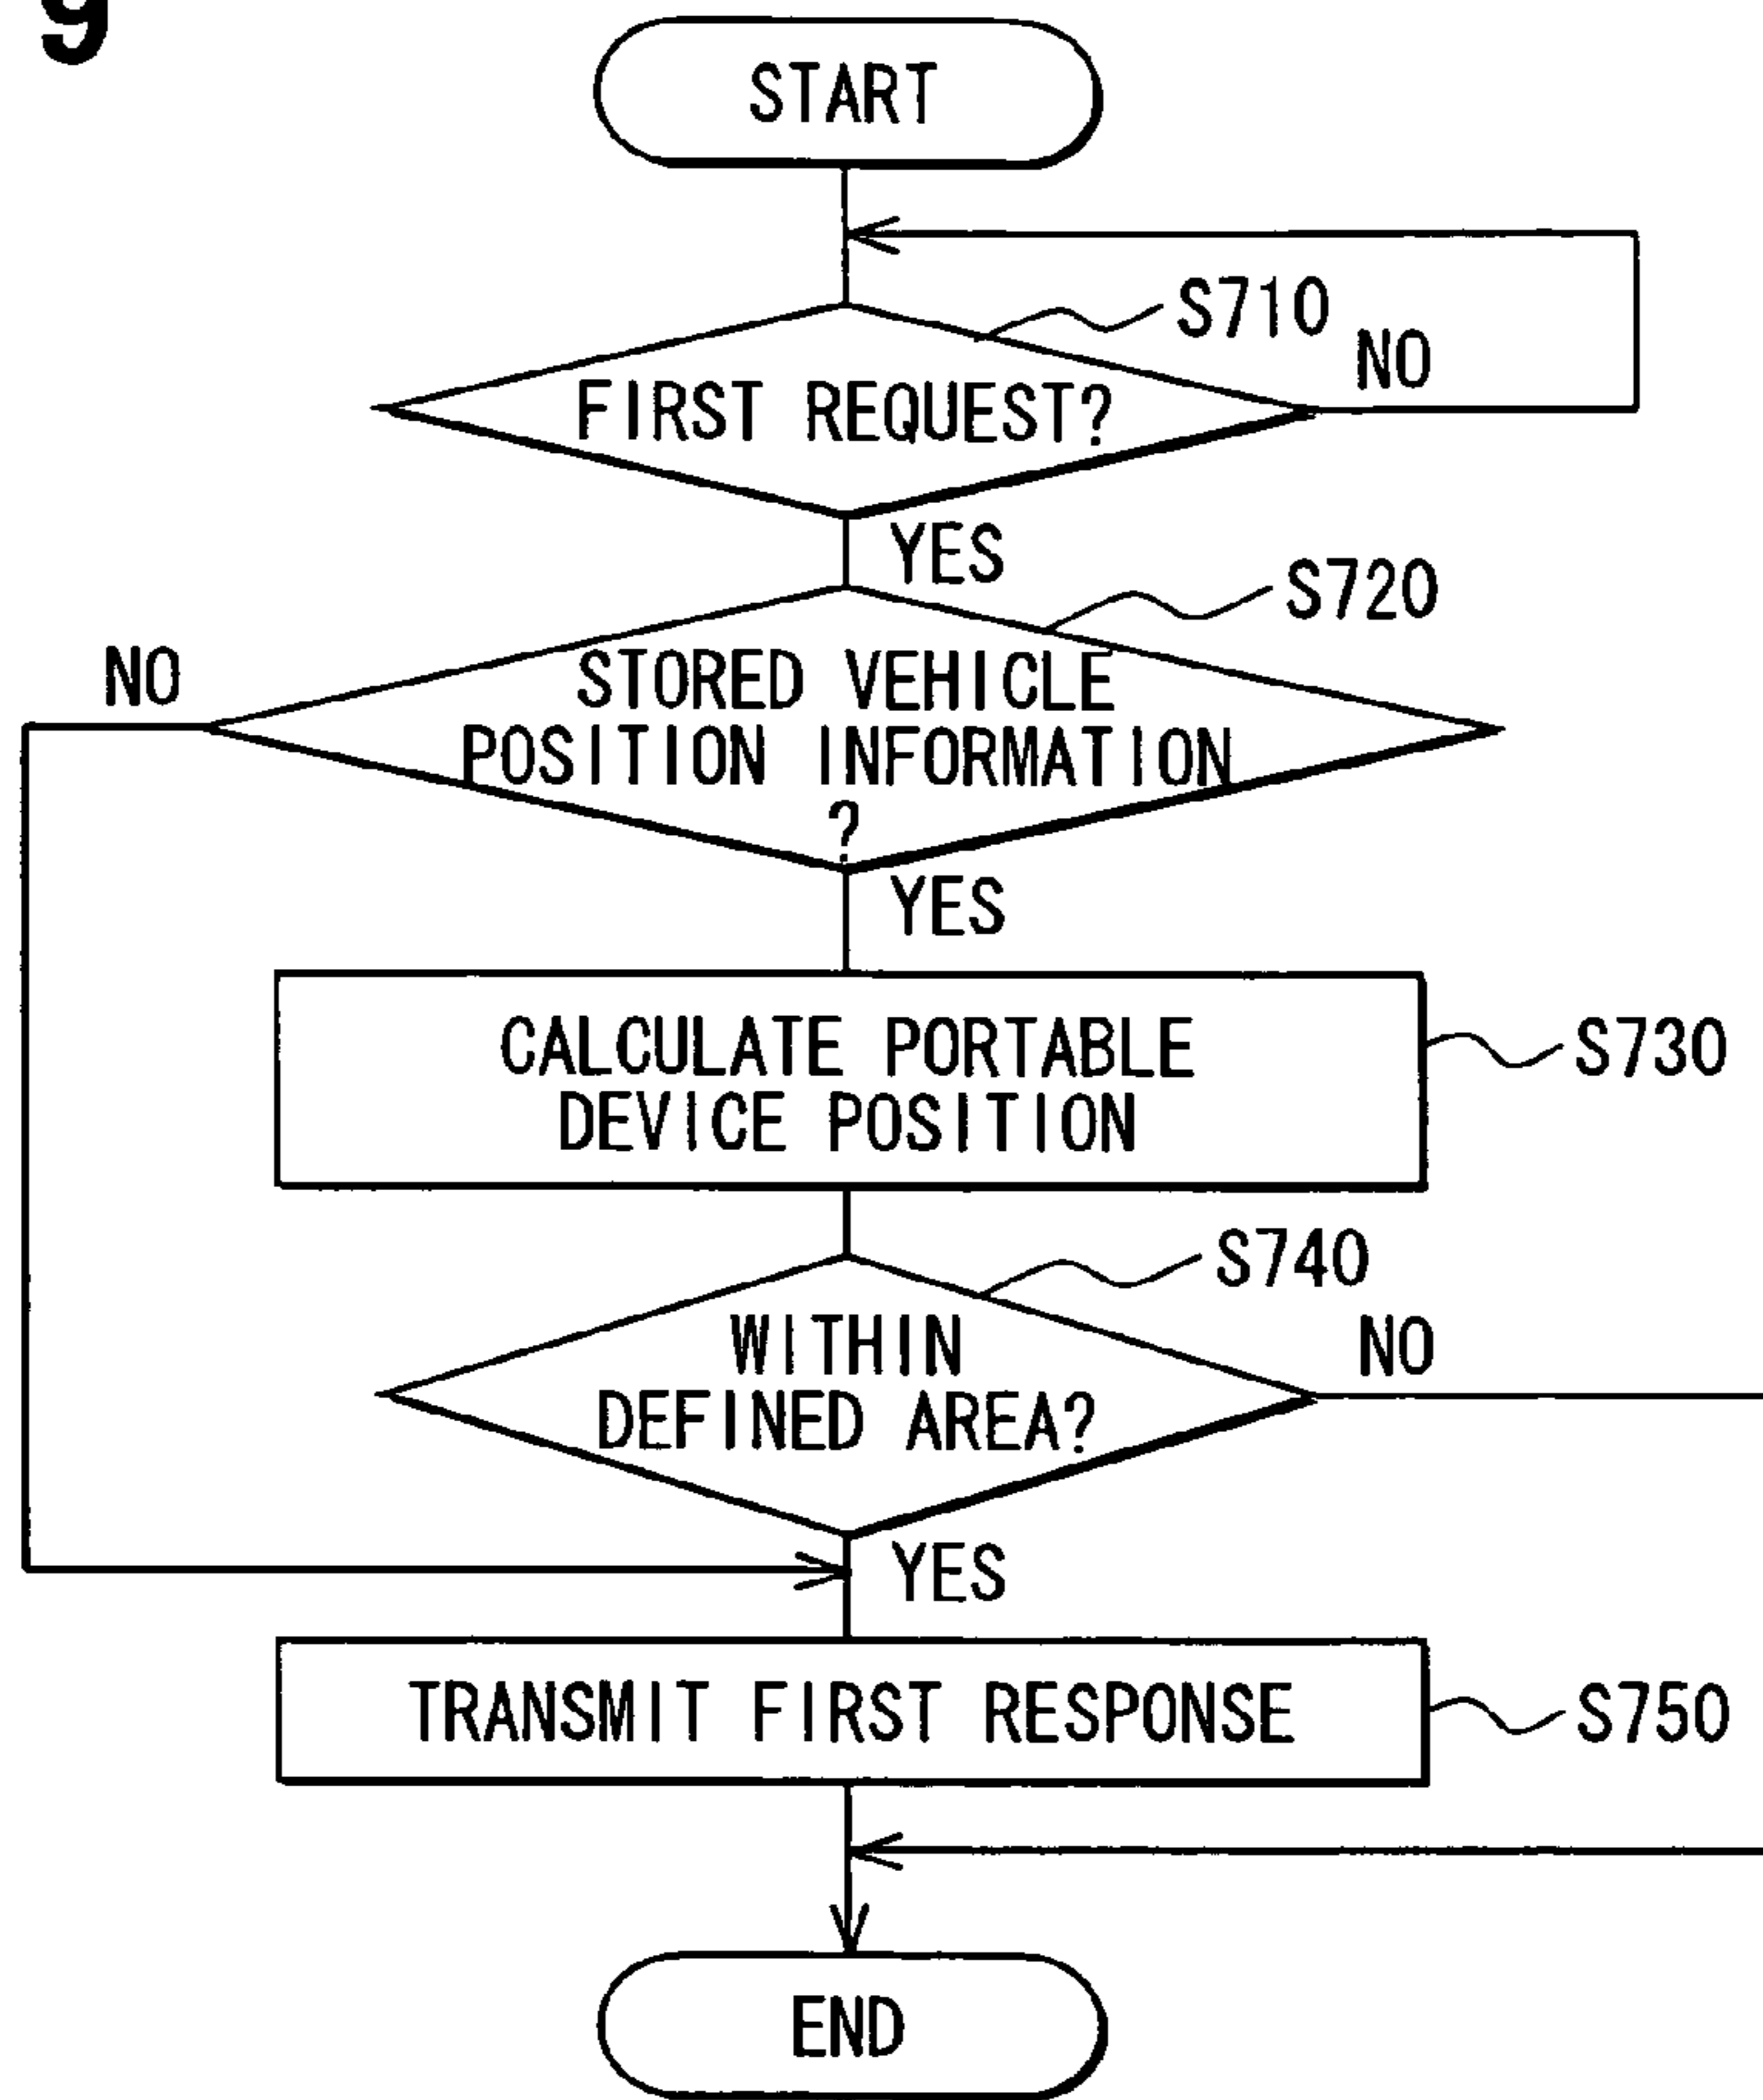 9
START
S710
NO
FIRST REQUEST?
YES
S720
NO
STORED VEHICLE
POSITION INFORMATION
?
YES
CALCULATE PORTABLE
DEVICE POSITION
S730
S740
NO
WITHIN
DEFINED AREA?
YES
TRANSMIT FIRST RESPONSE
S750
END